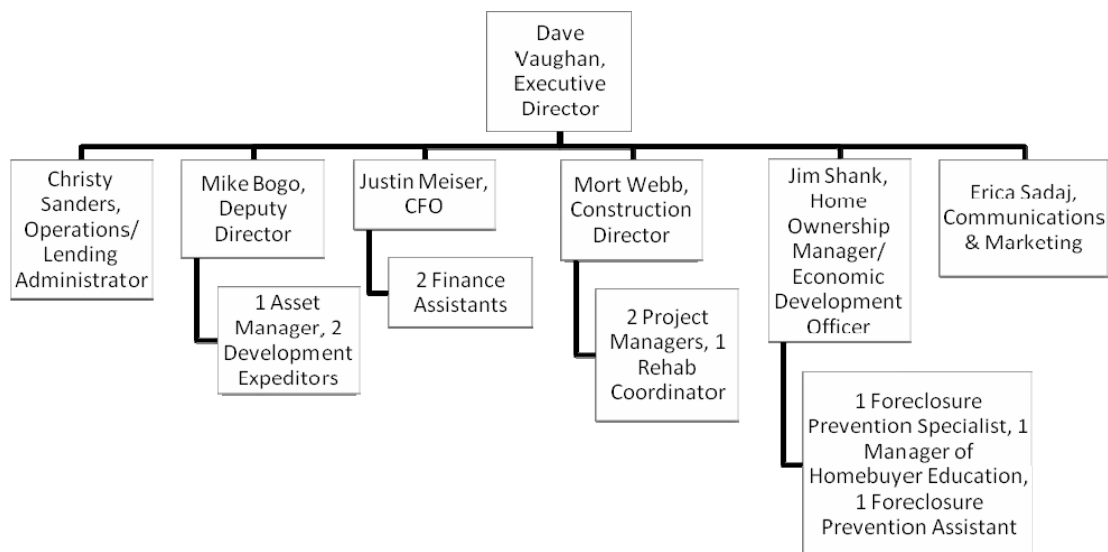 Dave
Vaughan,
Executive
Director
Christy
Sanders,
Operations/
Lending
Administrator
Mike Bogo,
Deputy
Director
1 Asset
Manager, 2
Development
Expeditors
Justin Meiser,
CFO
2 Finance
Assistants
Mort Webb,
Construction
Director
2 Project
Managers, 1
Rehab
Coordinator
Jim Shank,
Home
Ownership
Manager/
Economic
Development
Officer
1 Foreclosure
Prevention Specialist, 1
Manager of
Homebuyer Education,
1 Foreclosure
Prevention Assistant
Erica Sadaj,
Communications
& Marketing